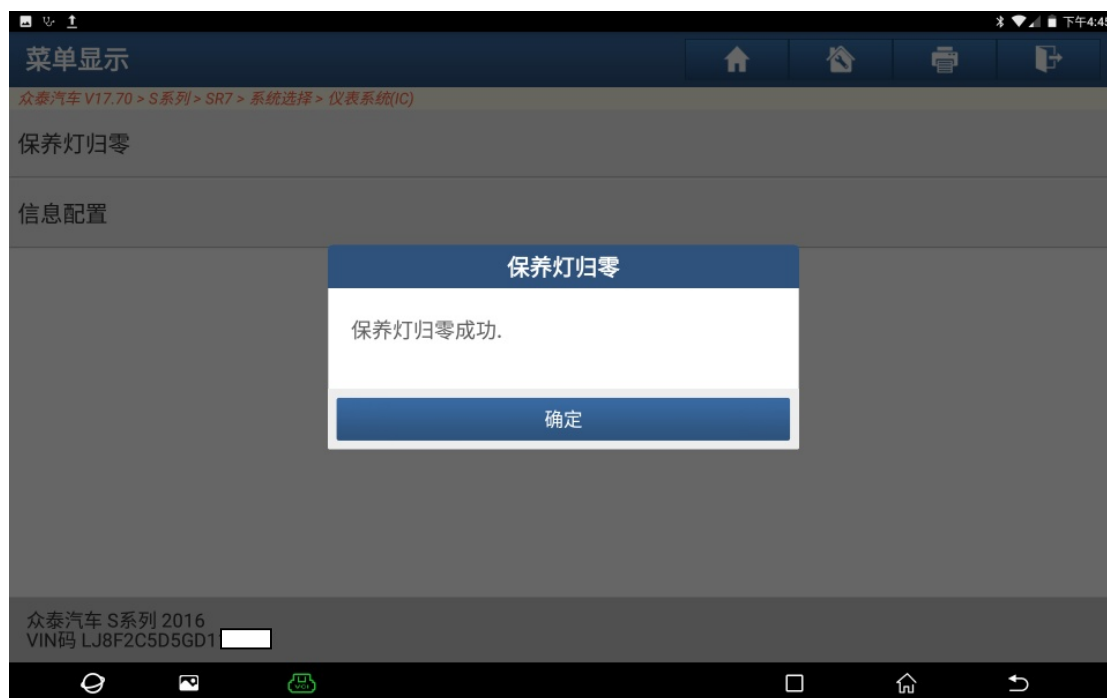 下午4:45
菜单显示
众泰汽车 V17.70 > S系列 > SR7 > 系统选择 > 仪表系统(IC)
保养灯归零
信息配置
保养灯归零
保养灯归零成功.
确定
众泰汽车 S系列 2016
VIN码 LJ8F2C5D5GD1
VCI